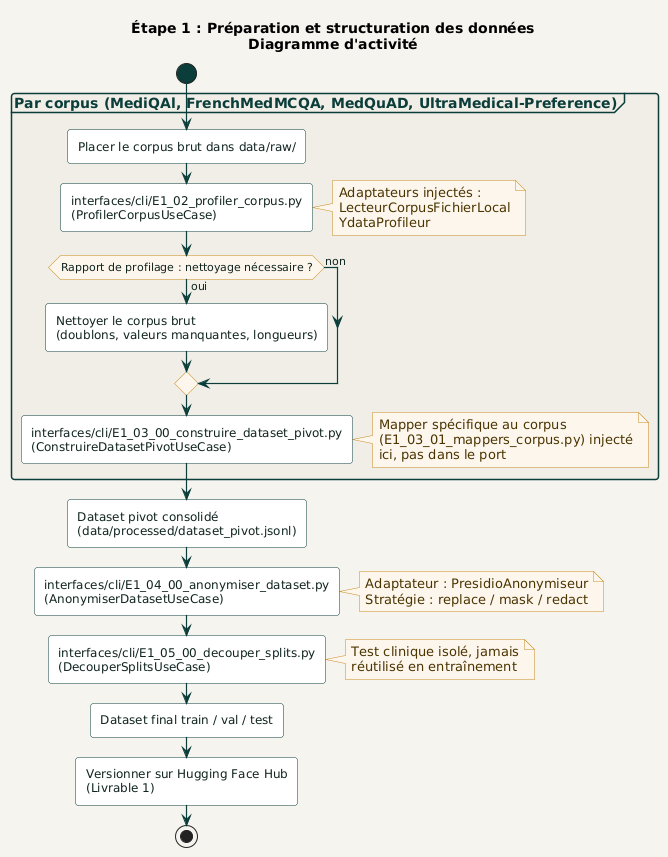 Étape 1 : Préparation et structuration des données
Diagramme d'activité
Par corpus (MediQAl, FrenchMedMCQA, MedQuAD, UltraMedical-Preference)
Placer le corpus brut dans data/raw/
interfaces/cli/E1_02_profiler_corpus.py
(ProfilerCorpusUseCase)
Adaptateurs injectés :
LecteurCorpusFichierLocal
YdataProfileur
Rapport de profilage : nettoyage nécessaire ?
non
oui
Nettoyer le corpus brut
(doublons, valeurs manquantes, longueurs)
interfaces/cli/E1_03_00_construire_dataset_pivot.py
(ConstruireDatasetPivotUseCase)
Mapper spécifique au corpus
(E1_03_01_mappers_corpus.py) injecté
ici, pas dans le port
Dataset pivot consolidé
(data/processed/dataset_pivot.jsonl)
interfaces/cli/E1_04_00_anonymiser_dataset.py
(AnonymiserDatasetUseCase)
Adaptateur : PresidioAnonymiseur
Stratégie : replace / mask / redact
interfaces/cli/E1_05_00_decouper_splits.py
(DecouperSplitsUseCase)
Test clinique isolé, jamais
réutilisé en entraînement
Dataset final train / val / test
Versionner sur Hugging Face Hub
(Livrable 1)